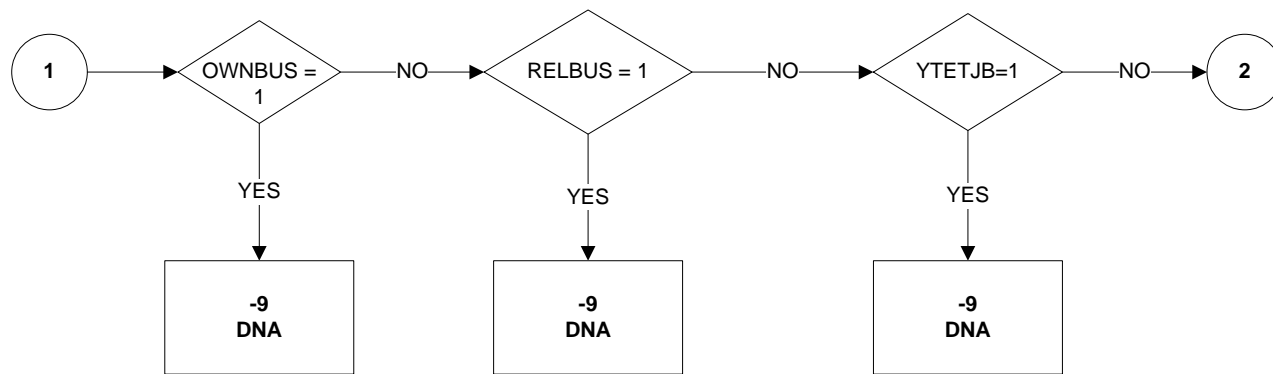 1
OWNBUS =
1
NO
RELBUS = 1
NO
YTETJB=1
NO
2
YES
YES
YES
-9
DNA
-9
DNA
-9
DNA